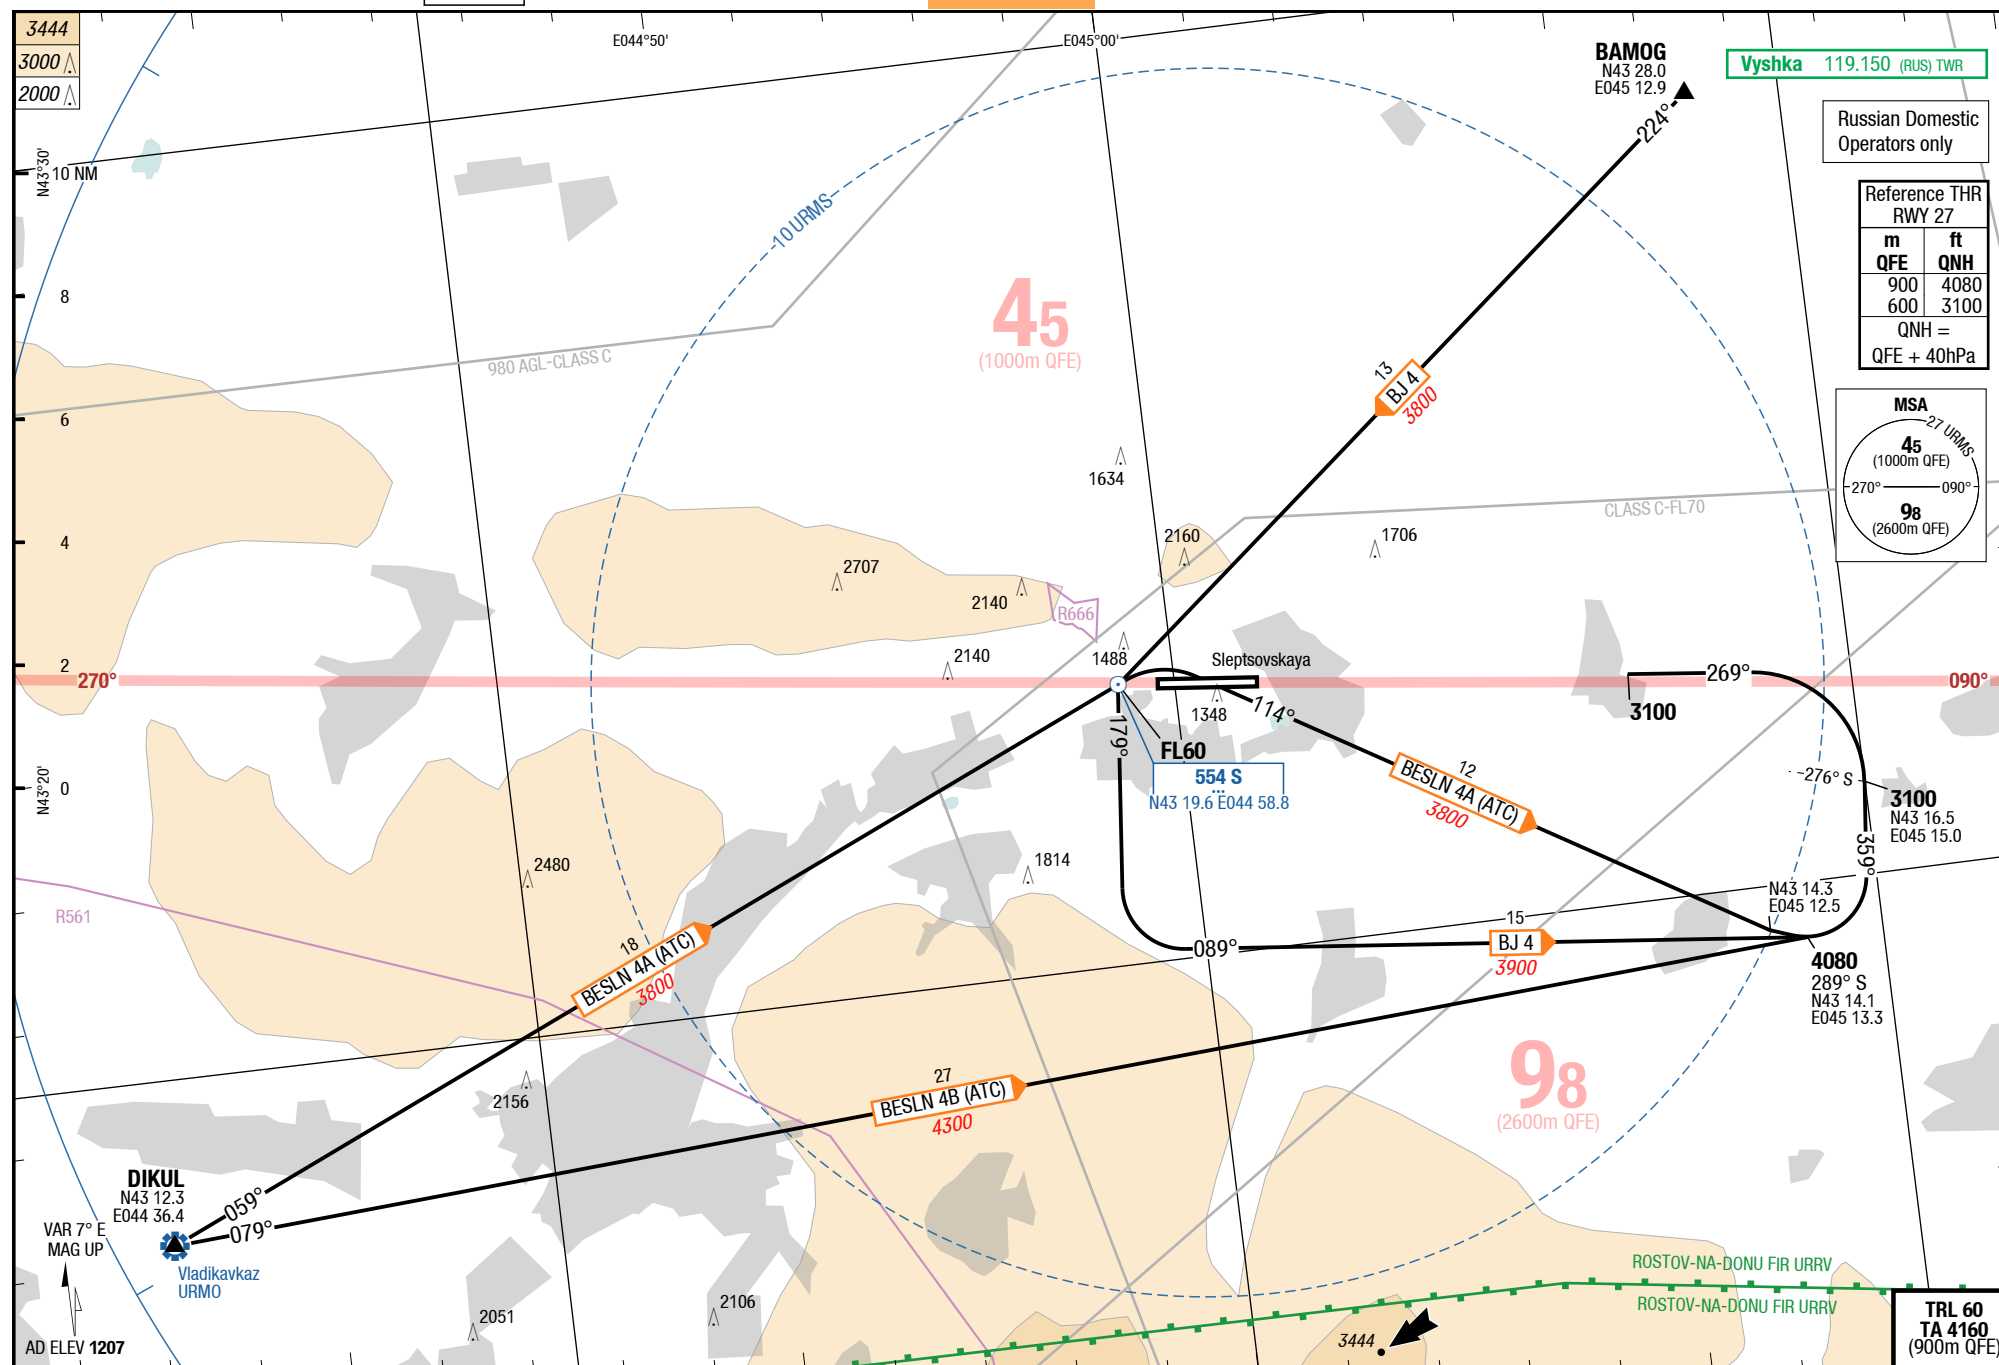 3444
3000
2000
E044°50'
E045°00'
BAMOG
N43 28.0
E045 12.9
224°
Vyshka 119.150 (RUS) TWR
Russian Domestic
Operators only
Reference THR
RWY 27
m ft
QFE QNH
900 4080
600 3100
QNH =
QFE + 40hPa
N43°30'
10 NM
8
6
4
2
0
N43°20'
10 URMS
45
(1000m QFE)
980 AGL-CLASS C
13
BJ 4
3800
MSA
27 URMS
45
(1000m QFE)
270° 090°
98
(2600m QFE)
CLASS C-FL70
1634
2160
1706
2707
2140
R666
2140
1488
Sleptsovskaya
270°
090°
269°
3100
1348
114°
179°
FL60
554 S
N43 19.6 E044 58.8
12
BESLN 4A (ATC)
3800
276° S
3100
N43 16.5
E045 15.0
359°
N43 14.3
E045 12.5
2480
1814
R561
18
BESLN 4A (ATC)
3800
089°
15
BJ 4
3900
4080
289° S
N43 14.1
E045 13.3
98
(2600m QFE)
27
BESLN 4B (ATC)
4300
2156
DIKUL
N43 12.3
E044 36.4
059°
079°
VAR 7° E
MAG UP
Vladikavkaz
URMO
AD ELEV 1207
2051
2106
ROSTOV-NA-DONU FIR URRV
ROSTOV-NA-DONU FIR URRV
3444
TRL 60
TA 4160
(900m QFE)